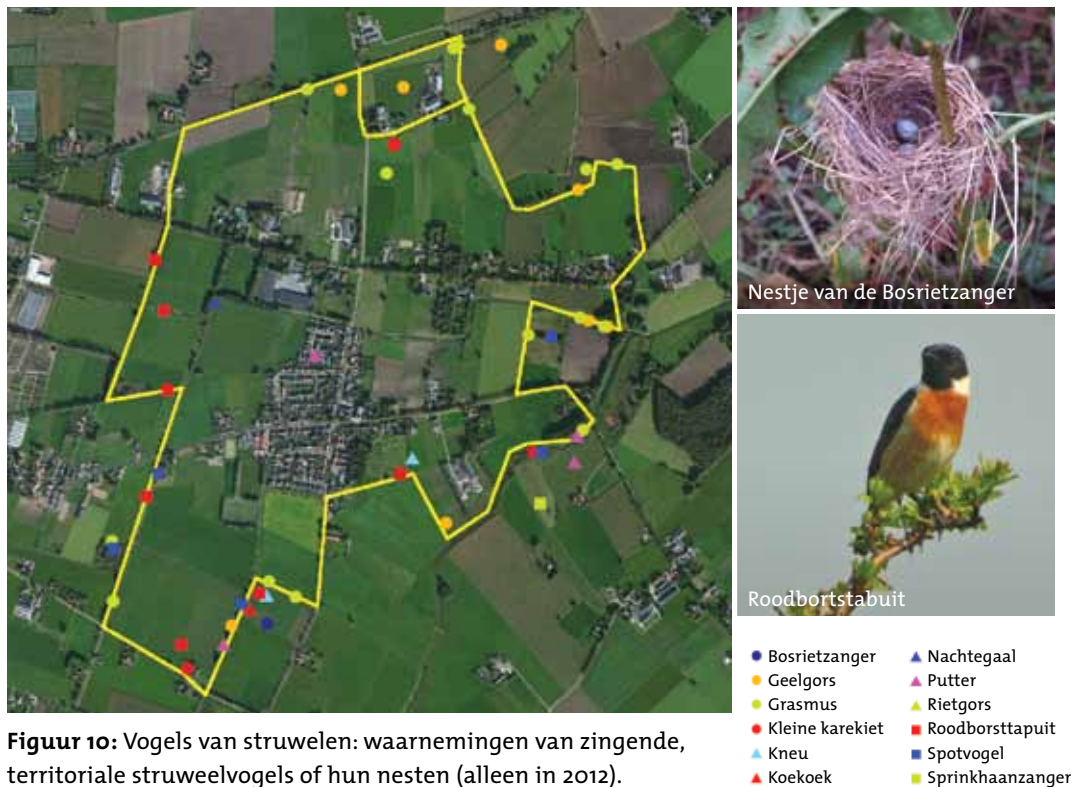 Nestje van de Bosrietzanger
Roodbortstabuit
Bosrietzanger
Geelgors
Grasmus
Kleine karekiet
Kneu
Koekoek
Nachtegaal
Putter
Rietgors
Roodborsttapuit
Spotvogel
Sprinkhaanzanger
Figuur 10: Vogels van struwelen: waarnemingen van zingende,
territoriale struweelvogels of hun nesten (alleen in 2012).